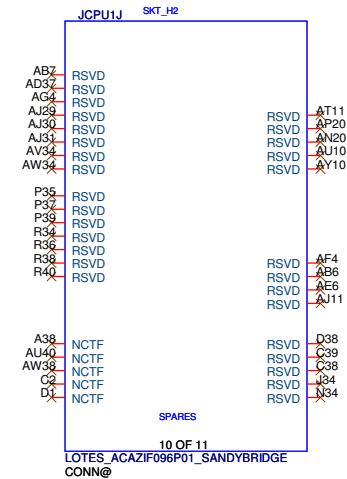 JCPU1J SKT_H2
AB7 RSVD
AD37 RSVD
AG4 RSVD
AJ29 RSVD RSVD AT11
AJ30 RSVD RSVD AP20
AJ31 RSVD RSVD AN20
AV34 RSVD RSVD AU10
AW34 RSVD RSVD AY10
P35 RSVD
P37 RSVD
P39 RSVD
R34 RSVD
R36 RSVD
R38 RSVD RSVD AF4
R40 RSVD RSVD AB6
RSVD AE6
RSVD AJ11
A38 NCTF RSVD D38
AU40 NCTF RSVD C39
AW38 NCTF RSVD C38
C2 NCTF RSVD J34
D1 NCTF RSVD N34
SPARES
10 OF 11
LOTES_ACAZIF096P01_SANDYBRIDGE
CONN@